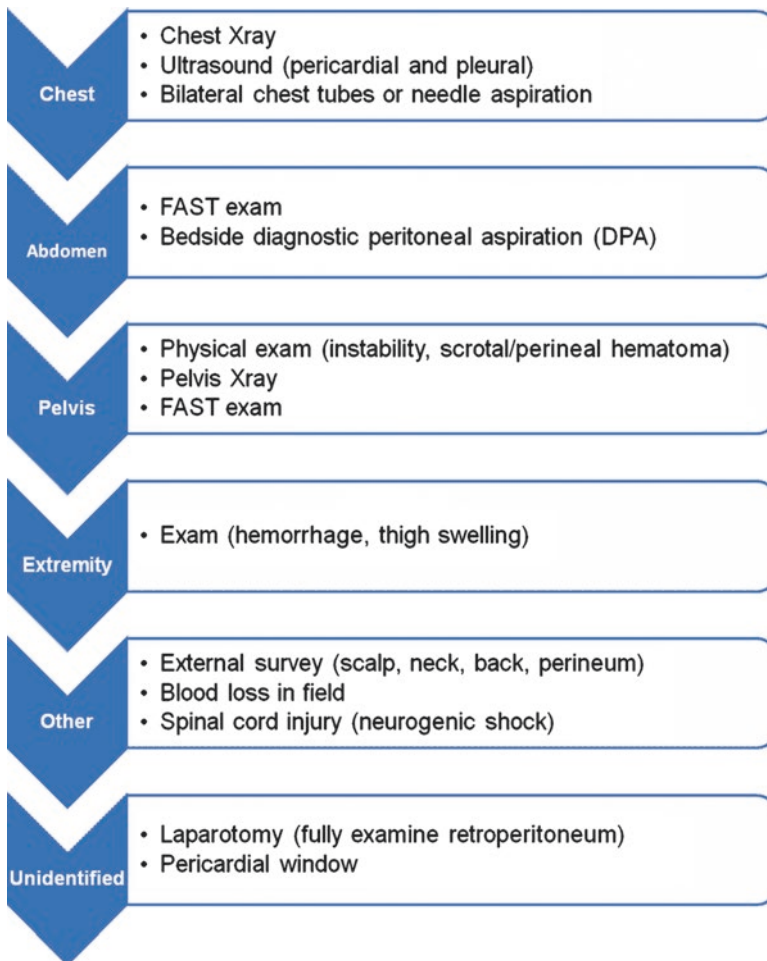 Chest
• Chest Xray
• Ultrasound (pericardial and pleural)
• Bilateral chest tubes or needle aspiration
Abdomen
• FAST exam
• Bedside diagnostic peritoneal aspiration (DPA)
Pelvis
• Physical exam (instability, scrotal/perineal hematoma)
• Pelvis Xray
• FAST exam
Extremity
• Exam (hemorrhage, thigh swelling)
Other
• External survey (scalp, neck, back, perineum)
• Blood loss in field
• Spinal cord injury (neurogenic shock)
Unidentified
• Laparotomy (fully examine retroperitoneum)
• Pericardial window